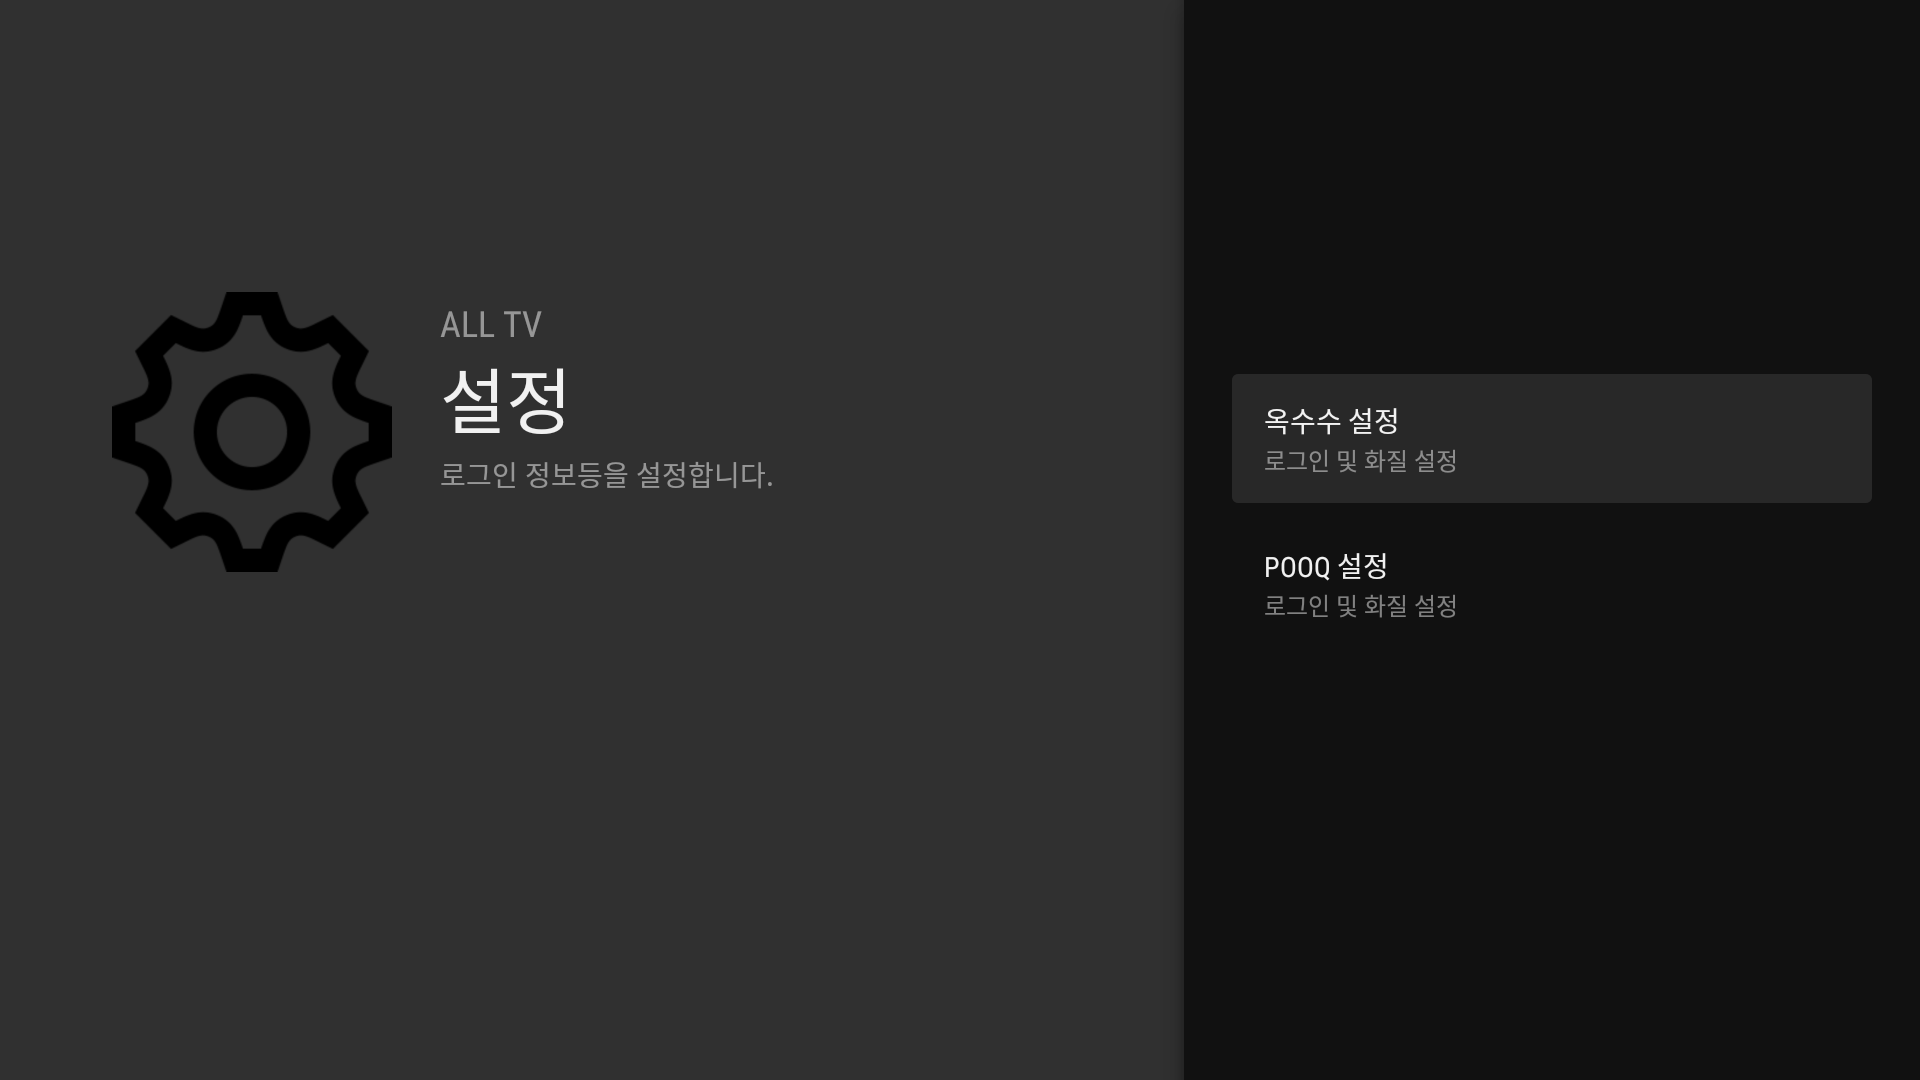 ALL TV
설정
로그인 정보등을 설정합니다.
옥수수 설정
로그인 및 화질 설정
POOQ 설정
로그인 및 화질 설정